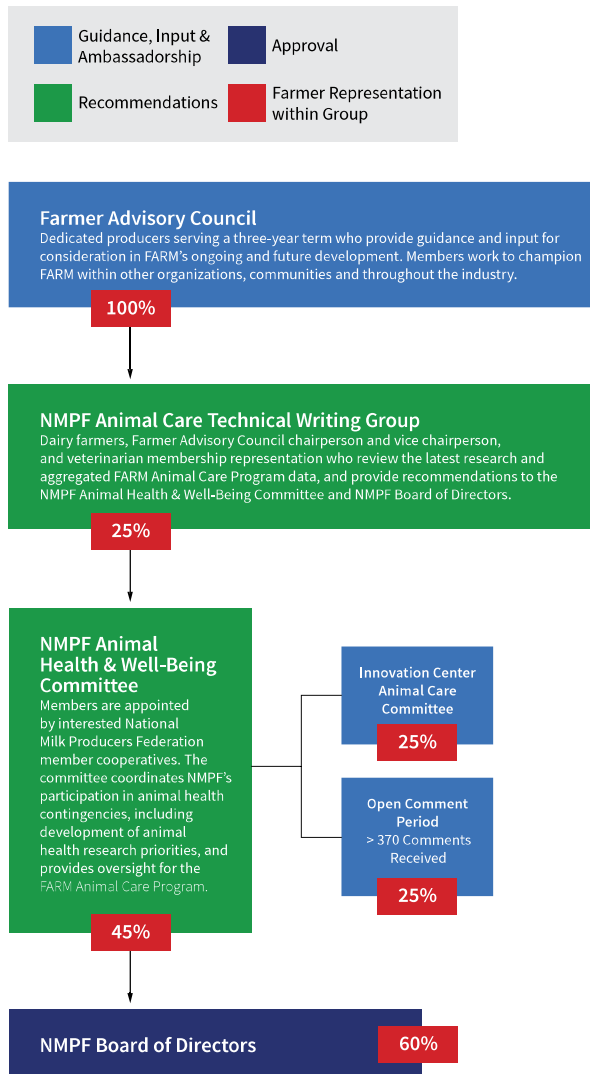 Guidance, Input &
Ambassadorship
Approval
Recommendations
Farmer Representation
within Group
Farmer Advisory Council
Dedicated producers serving a three-year term who provide guidance and input for
consideration in FARM's ongoing and future development. Members work to champion
FARM within other organizations, communities and throughout the industry.
100%
NMPF Animal Care Technical Writing Group
Dairy farmers, Farmer Advisory Council chairperson and vice chairperson,
and veterinarian membership representation who review the latest research and
aggregated FARM Animal Care Program data, and provide recommendations to the
NMPF Animal Health & Well-Being Committee and NMPF Board of Directors.
25%
NMPF Animal
Health & Well-Being
Committee
Members are appointed
by interested National
Milk Producers Federation
member cooperatives. The
committee coordinates NMPF's
participation in animal health
contingencies, including
development of animal
health research priorities, and
provides oversight for the
FARM Animal Care Program.
45%
Innovation Center
Animal Care
Committee
25%
Open Comment
Period
> 370 Comments
Received
25%
NMPF Board of Directors
60%